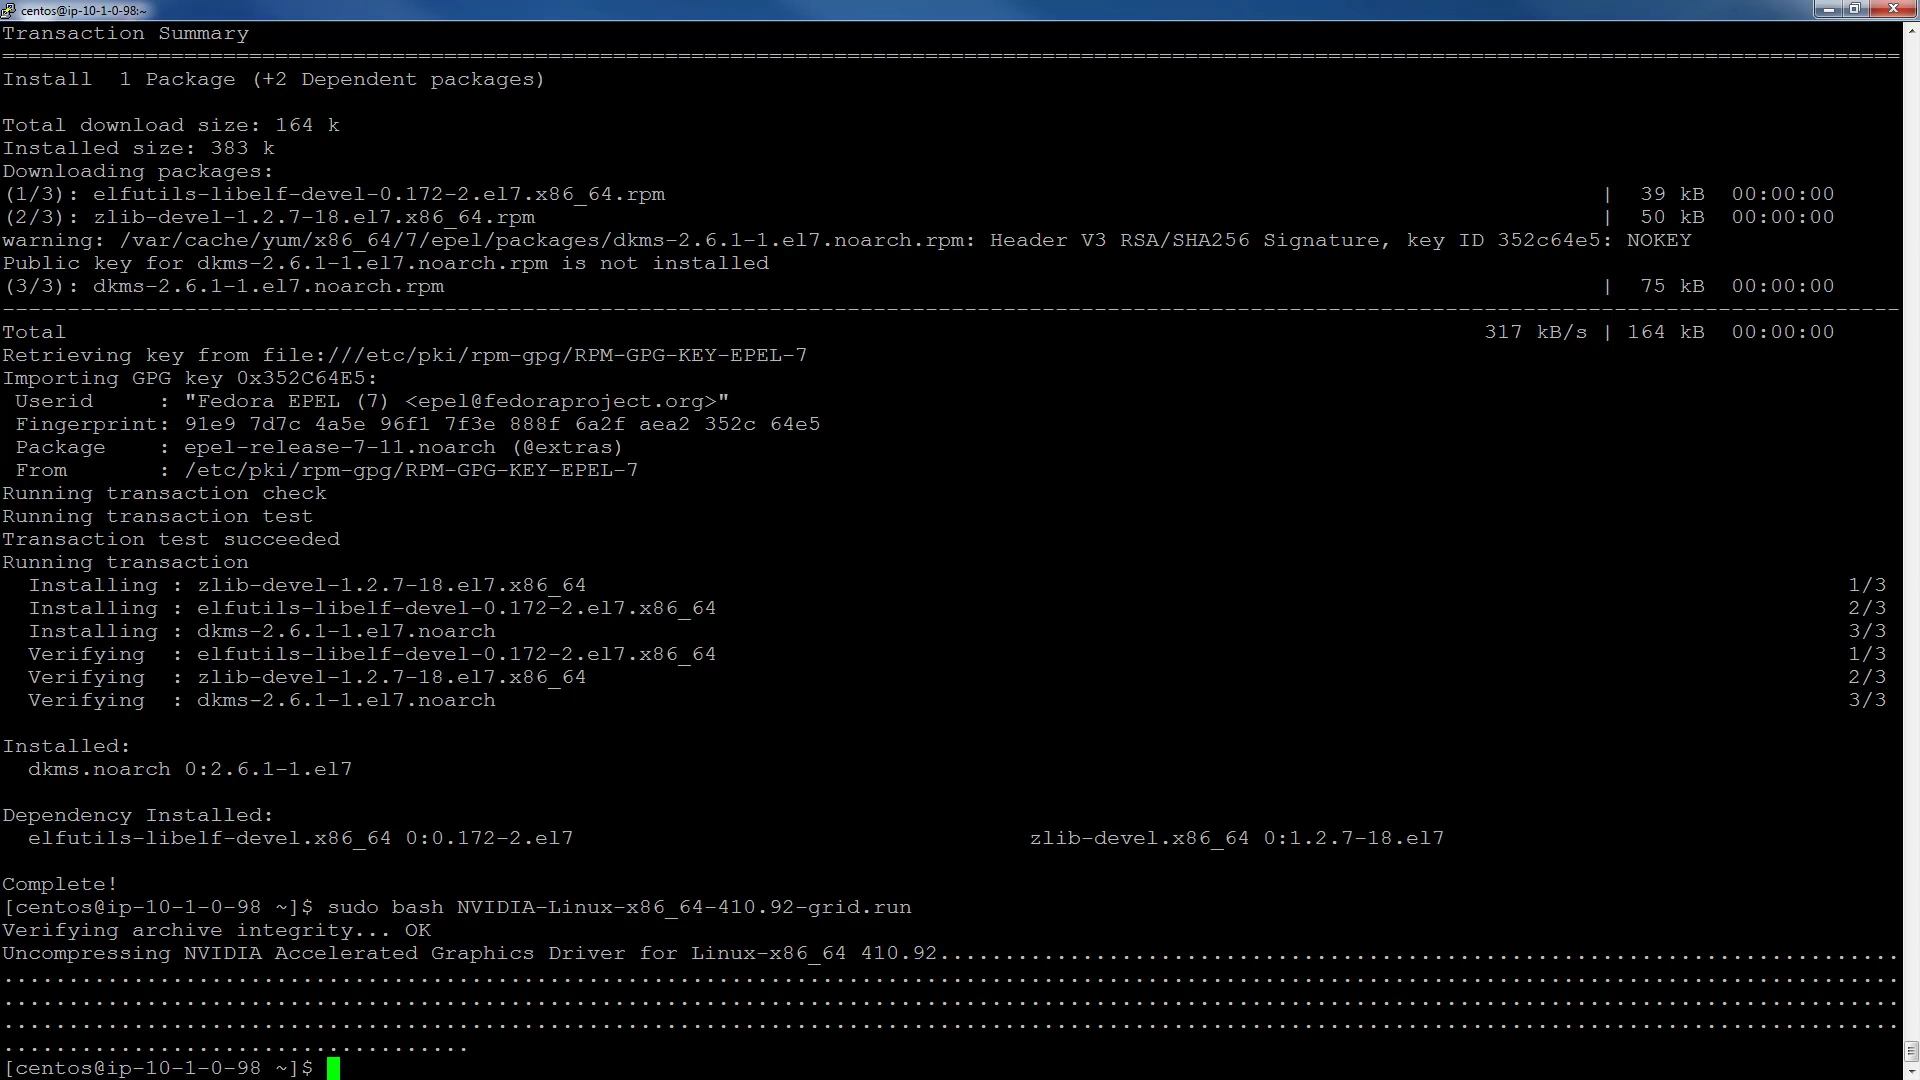 centos@ip-10-1-0-98:~
Transaction Summary
================================================================================================================================================
Install  1 Package (+2 Dependent packages)
Total download size: 164 k
Installed size: 383 k
Downloading packages:
(1/3): elfutils-libelf-devel-0.172-2.el7.x86_64.rpm | 39 kB 00:00:00
(2/3): zlib-devel-1.2.7-18.el7.x86_64.rpm | 50 kB 00:00:00
warning: /var/cache/yum/x86_64/7/epel/packages/dkms-2.6.1-1.el7.noarch.rpm: Header V3 RSA/SHA256 Signature, key ID 352c64e5: NOKEY
Public key for dkms-2.6.1-1.el7.noarch.rpm is not installed
(3/3): dkms-2.6.1-1.el7.noarch.rpm | 75 kB 00:00:00
------------------------------------------------------------------------------------------------------------------------------------------------
Total 317 kB/s | 164 kB 00:00:00
Retrieving key from file:///etc/pki/rpm-gpg/RPM-GPG-KEY-EPEL-7
Importing GPG key 0x352C64E5:
 Userid     : "Fedora EPEL (7) <epel@fedoraproject.org>"
 Fingerprint: 91e9 7d7c 4a5e 96f1 7f3e 888f 6a2f aea2 352c 64e5
 Package    : epel-release-7-11.noarch (@extras)
 From       : /etc/pki/rpm-gpg/RPM-GPG-KEY-EPEL-7
Running transaction check
Running transaction test
Transaction test succeeded
Running transaction
  Installing : zlib-devel-1.2.7-18.el7.x86_64 1/3
  Installing : elfutils-libelf-devel-0.172-2.el7.x86_64 2/3
  Installing : dkms-2.6.1-1.el7.noarch 3/3
  Verifying  : elfutils-libelf-devel-0.172-2.el7.x86_64 1/3
  Verifying  : zlib-devel-1.2.7-18.el7.x86_64 2/3
  Verifying  : dkms-2.6.1-1.el7.noarch 3/3
Installed:
  dkms.noarch 0:2.6.1-1.el7
Dependency Installed:
  elfutils-libelf-devel.x86_64 0:0.172-2.el7 zlib-devel.x86_64 0:1.2.7-18.el7
Complete!
[centos@ip-10-1-0-98 ~]$ sudo bash NVIDIA-Linux-x86_64-410.92-grid.run
Verifying archive integrity... OK
Uncompressing NVIDIA Accelerated Graphics Driver for Linux-x86_64 410.92..........................................................................
..................................................................................................................................................
..................................................................................................................................................
..................................................................................................................................................
....................................
[centos@ip-10-1-0-98 ~]$